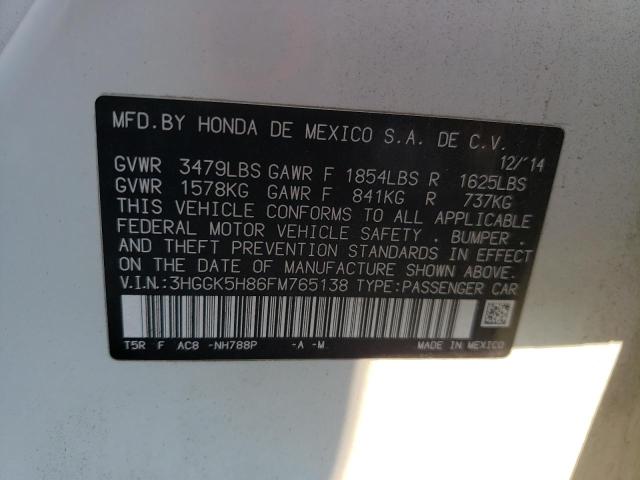 MFD.BY HONDA DE MEXICO S.A. DE C.V.
12/'14
GVWR 3479LBS GAWR F 1854LBS R 1625LBS
GVWR 1578KG GAWR F 841KG R 737KG
THIS VEHICLE CONFORMS TO ALL APPLICABLE
FEDERAL MOTOR VEHICLE SAFETY , BUMPER ,
AND THEFT PREVENTION STANDARDS IN EFFECT
ON THE DATE OF MANUFACTURE SHOWN ABOVE.
V.I.N.:3HGGK5H86FM765138 TYPE:PASSENGER CAR
T5R F AC8 -NH788P -A -M-
MADE IN MEXICO